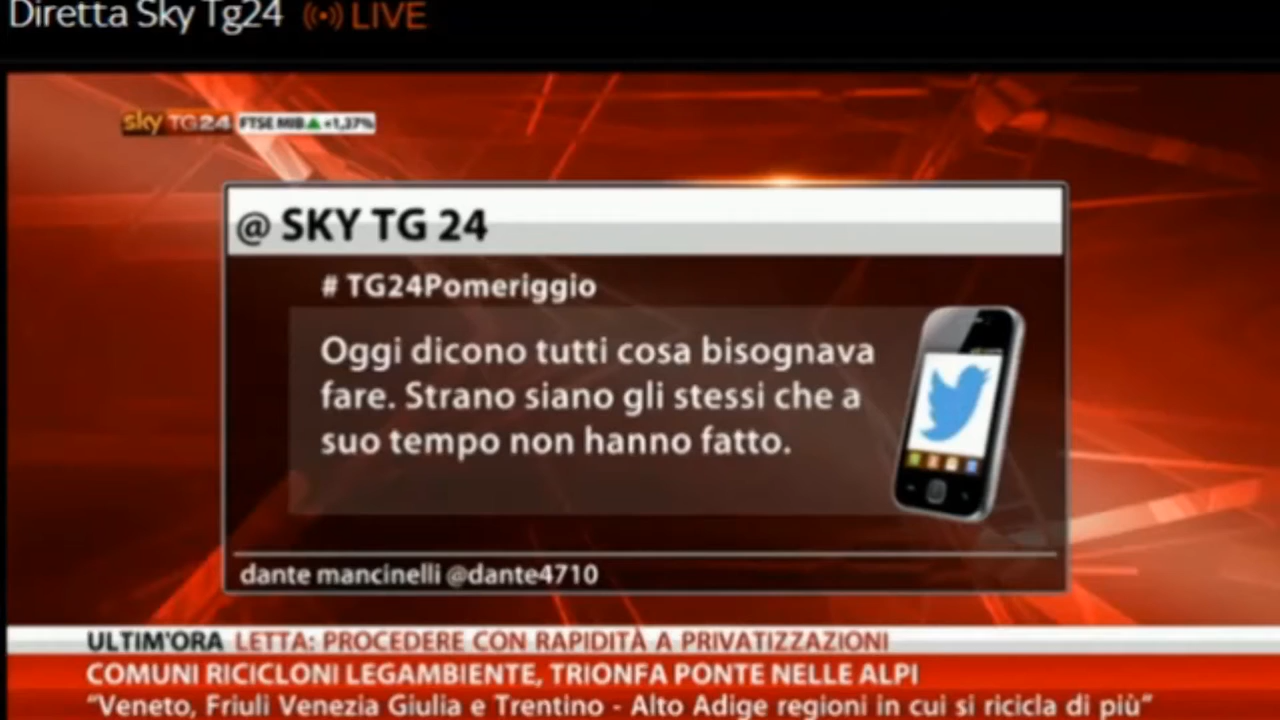 Diretta Sky Tg24 LIVE
sky TG24 FTSE MIB +1,37%
@ SKY TG 24
# TG24Pomeriggio
Oggi dicono tutti cosa bisognava
fare. Strano siano gli stessi che a
suo tempo non hanno fatto.
dante mancinelli @dante4710
ULTIM'ORA LETTA: PROCEDERE CON RAPIDITÀ A PRIVATIZZAZIONI
COMUNI RICICLONI LEGAMBIENTE, TRIONFA PONTE NELLE ALPI
"Veneto, Friuli Venezia Giulia e Trentino - Alto Adige regioni in cui si ricicla di più"